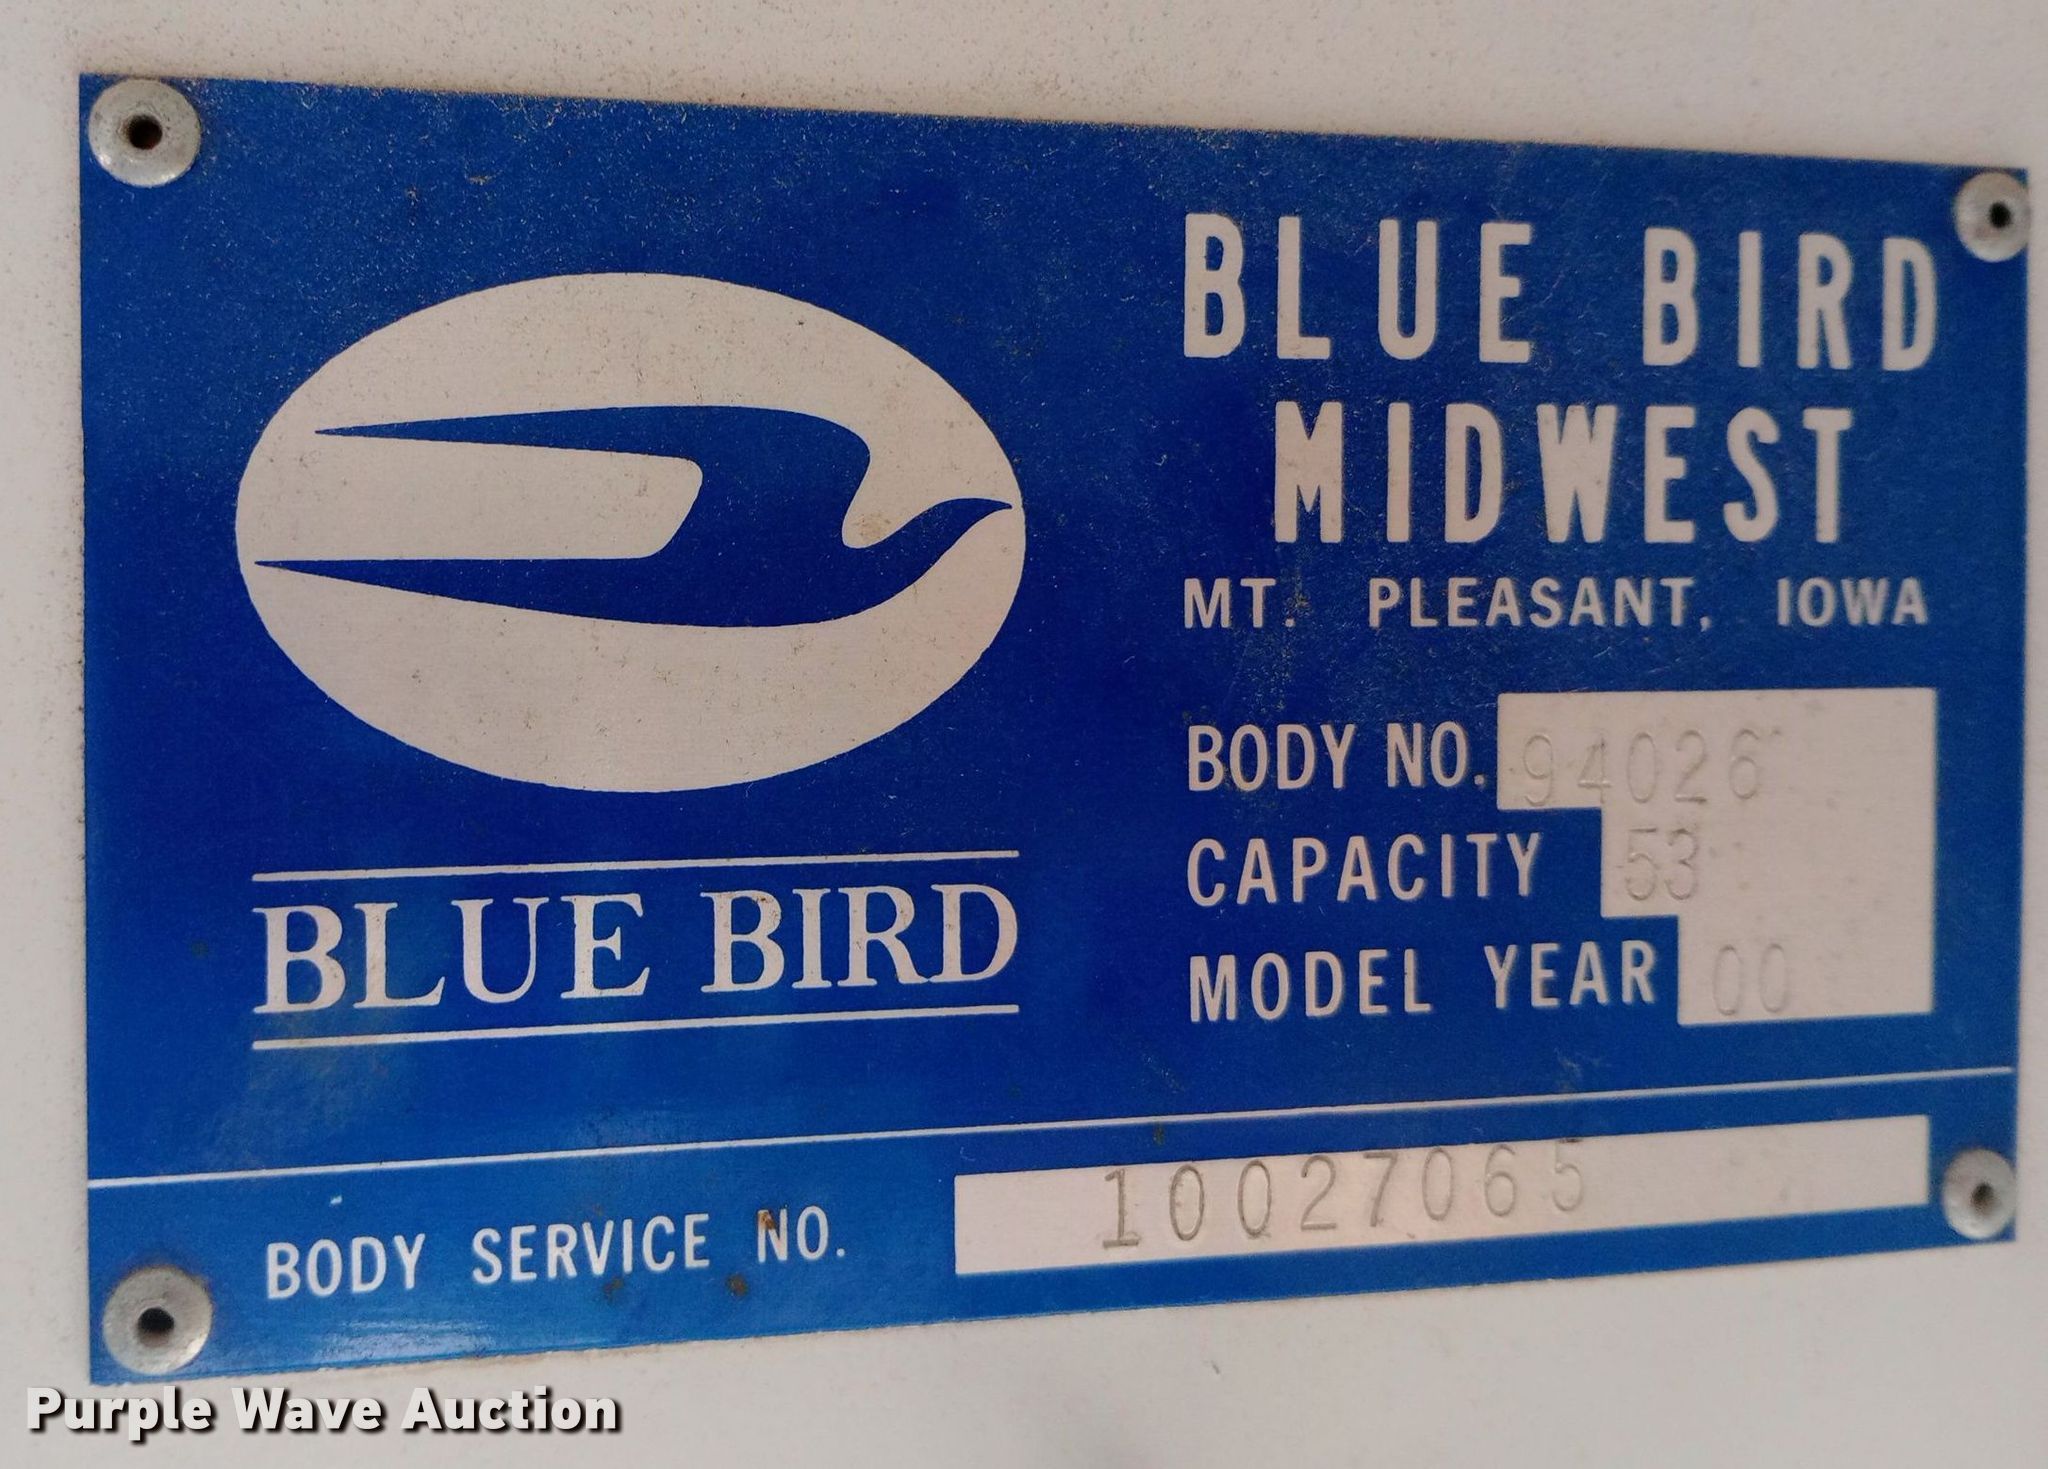 BLUE BIRD
MIDWEST
MT. PLEASANT, IOWA
BODY NO. 94026
CAPACITY 53
MODEL YEAR 00
BLUE BIRD
BODY SERVICE NO. 10027065
Purple Wave Auction